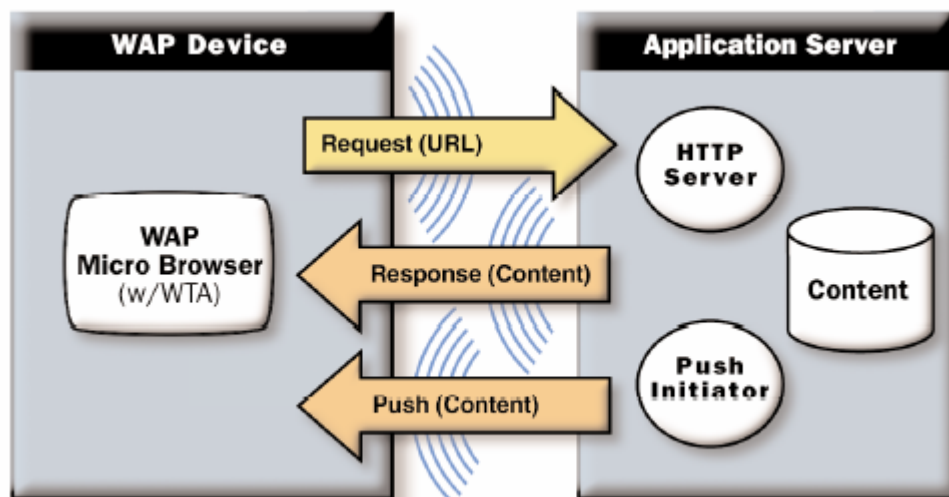 WAP Device
Application Server
Request (URL)
HTTP
Server
WAP
Micro Browser
(w/WTA)
Response (Content)
Content
Push
Initiator
Push (Content)